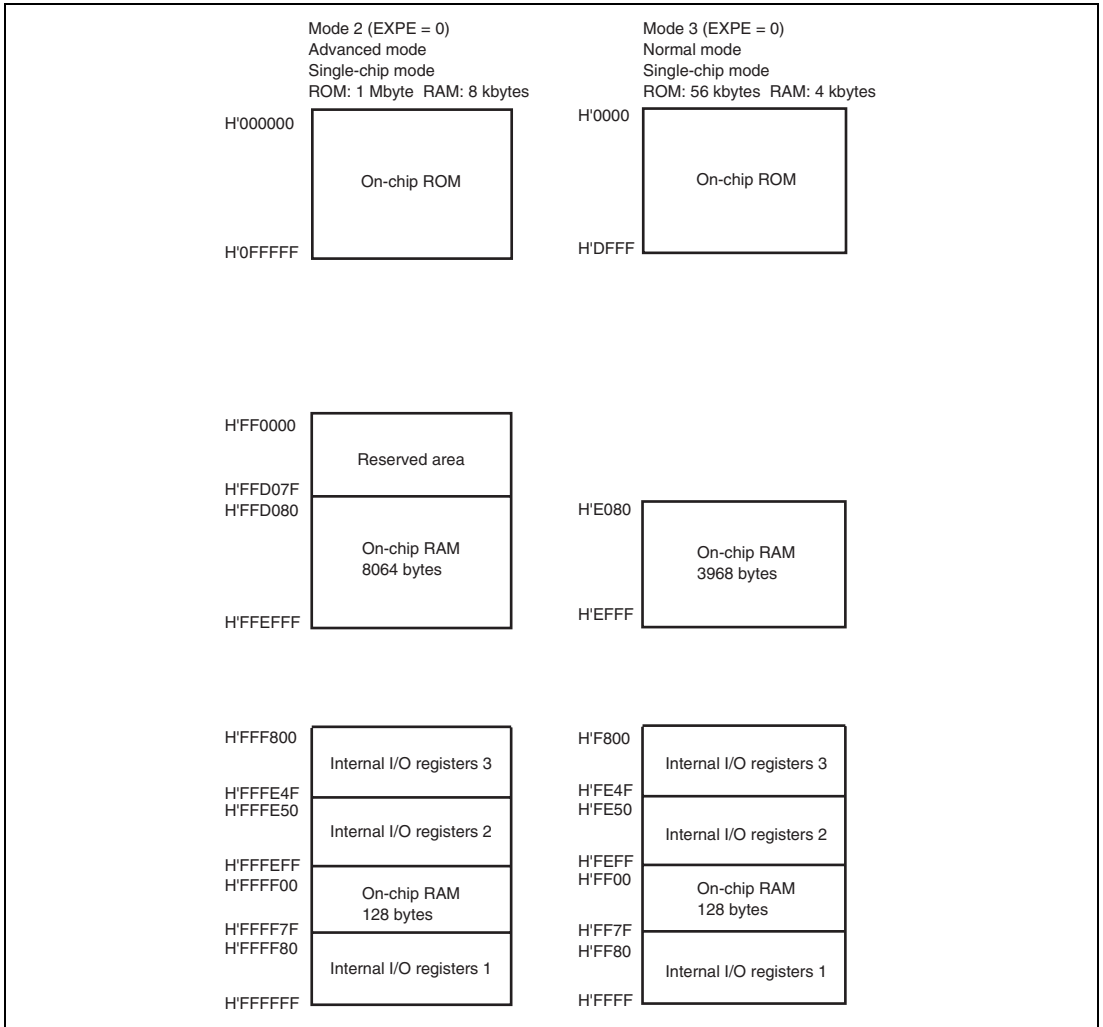 Mode 2 (EXPE = 0)
Advanced mode
Single-chip mode
ROM: 1 Mbyte RAM: 8 kbytes
H'000000
On-chip ROM
H'0FFFFF
H'FF0000
Reserved area
H'FFD07F
H'FFD080
On-chip RAM
8064 bytes
H'FFEFFF
H'FFF800
Internal I/O registers 3
H'FFFE4F
H'FFFE50
Internal I/O registers 2
H'FFFEFF
H'FFFF00
On-chip RAM
128 bytes
H'FFFF7F
H'FFFF80
Internal I/O registers 1
H'FFFFFF
Mode 3 (EXPE = 0)
Normal mode
Single-chip mode
ROM: 56 kbytes RAM: 4 kbytes
H'0000
On-chip ROM
H'DFFF
H'E080
On-chip RAM
3968 bytes
H'EFFF
H'F800
Internal I/O registers 3
H'FE4F
H'FE50
Internal I/O registers 2
H'FEFF
H'FF00
On-chip RAM
128 bytes
H'FF7F
H'FF80
Internal I/O registers 1
H'FFFF